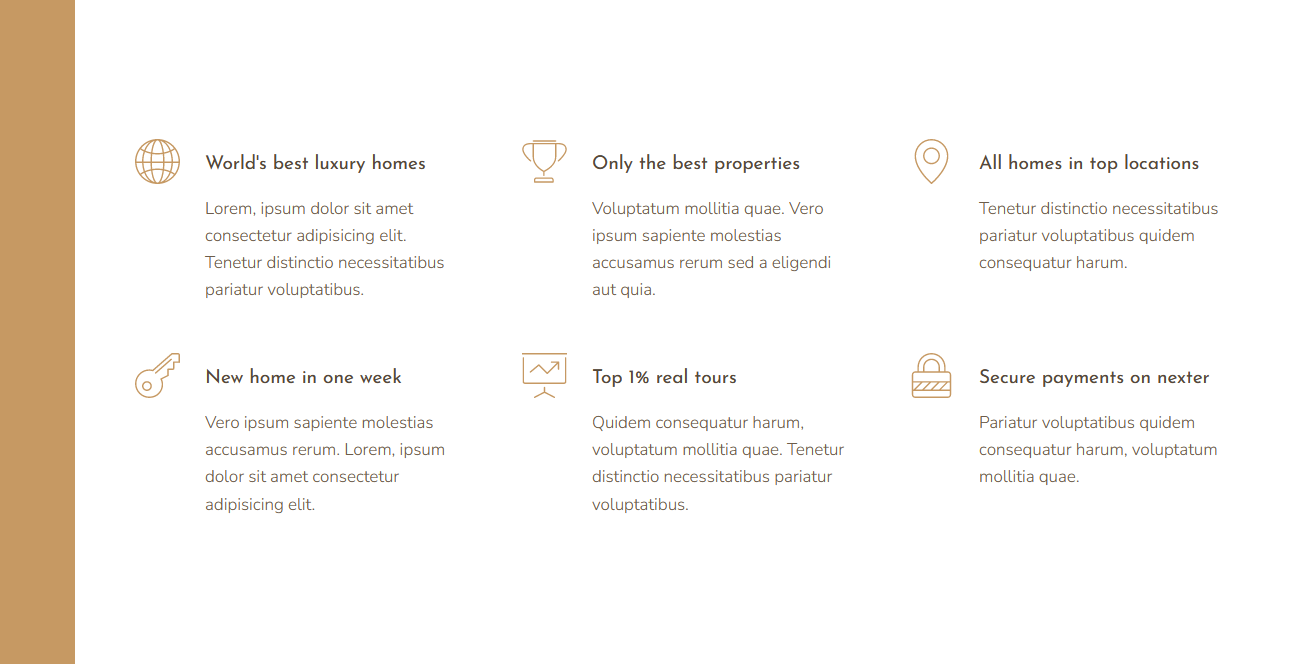 World's best luxury homes
Lorem, ipsum dolor sit amet
consectetur adipisicing elit.
Tenetur distinctio necessitatibus
pariatur voluptatibus.
Only the best properties
Voluptatum mollitia quae. Vero
ipsum sapiente molestias
accusamus rerum sed a eligendi
aut quia.
All homes in top locations
Tenetur distinctio necessitatibus
pariatur voluptatibus quidem
consequatur harum.
New home in one week
Vero ipsum sapiente molestias
accusamus rerum. Lorem, ipsum
dolor sit amet consectetur
adipisicing elit.
Top 1% real tours
Quidem consequatur harum,
voluptatum mollitia quae. Tenetur
distinctio necessitatibus pariatur
voluptatibus.
Secure payments on nexter
Pariatur voluptatibus quidem
consequatur harum, voluptatum
mollitia quae.